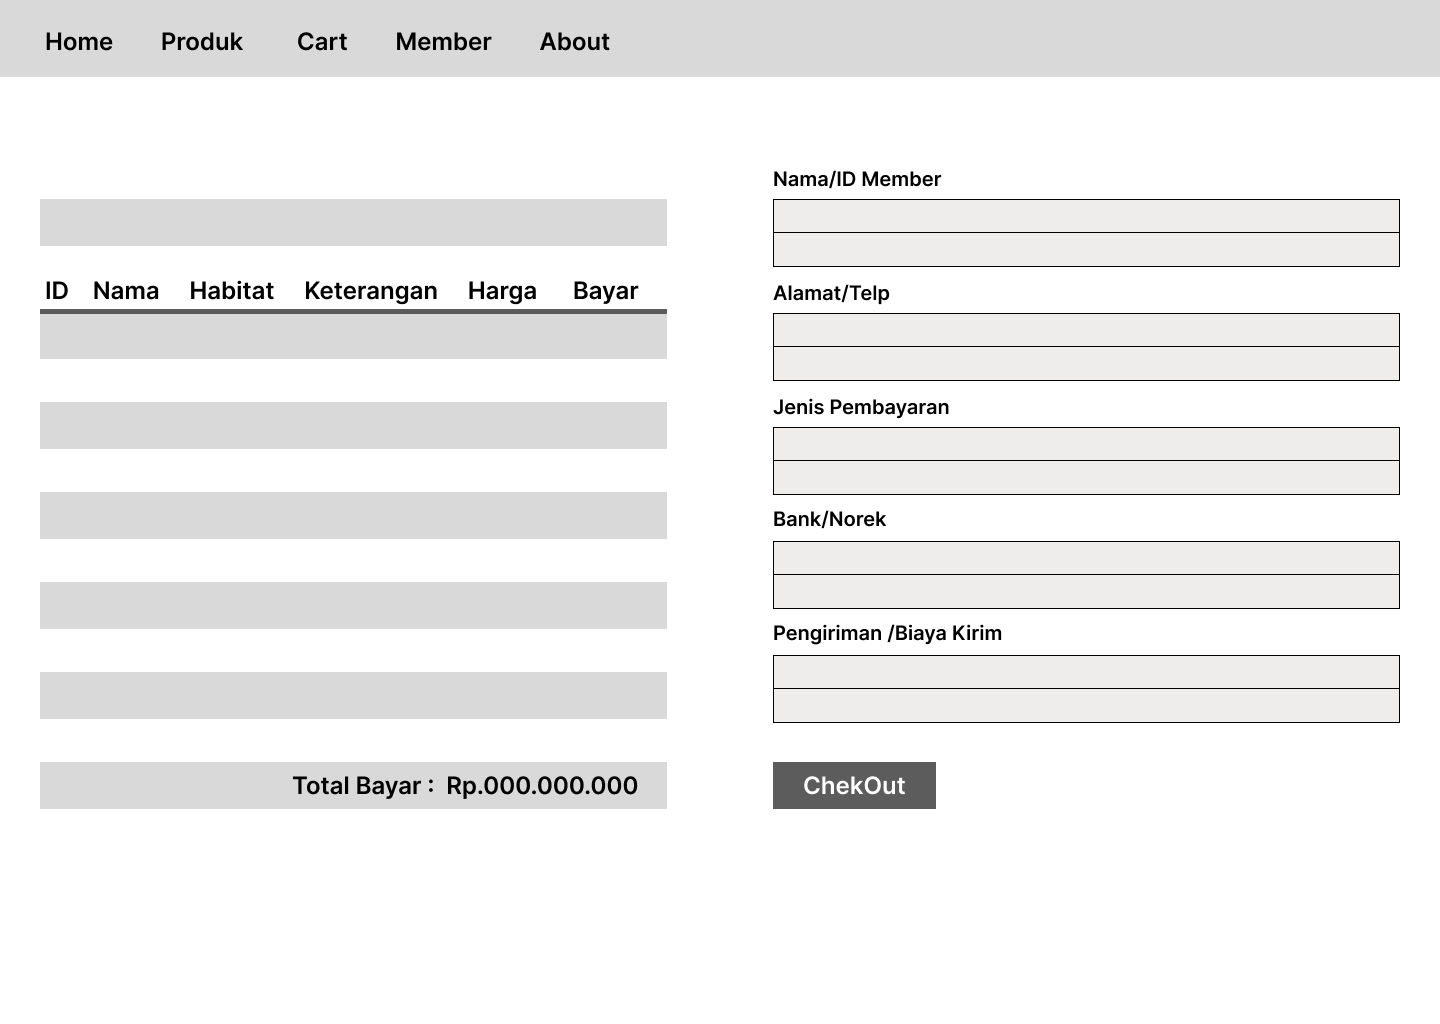 Home Produk Cart Member About
ID Nama Habitat Keterangan Harga Bayar
Total Bayar : Rp.000.000.000
Nama/ID Member
Alamat/Telp
Jenis Pembayaran
Bank/Norek
Pengiriman /Biaya Kirim
ChekOut